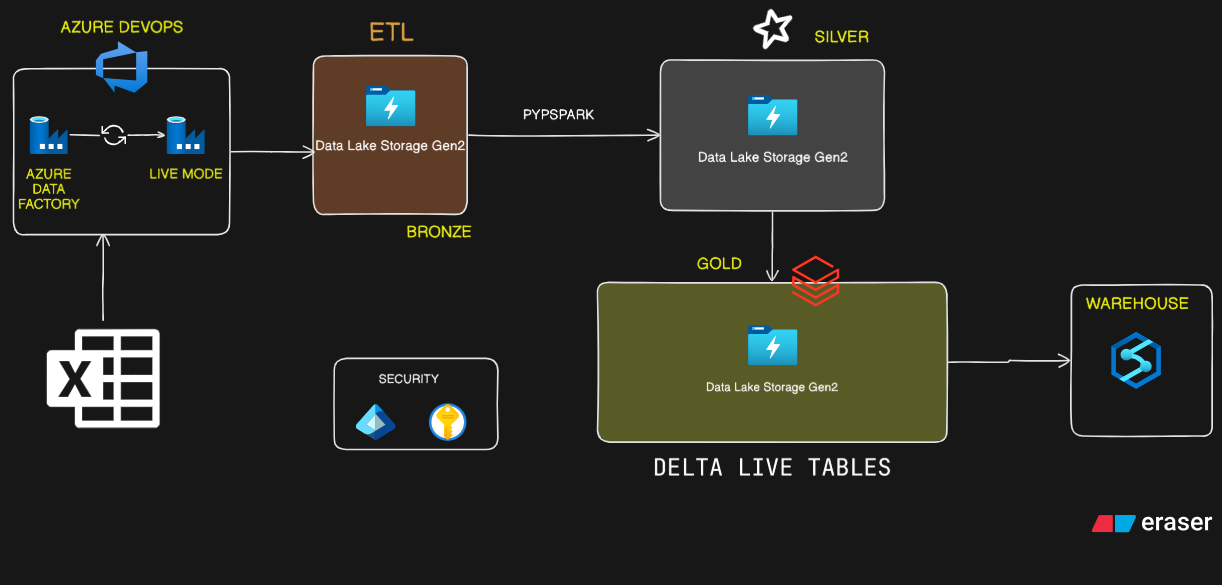 AZURE DEVOPS
AZURE
DATA
FACTORY
LIVE MODE
X
ETL
Data Lake Storage Gen2
BRONZE
PYPSPARK
SILVER
Data Lake Storage Gen2
GOLD
Data Lake Storage Gen2
DELTA LIVE TABLES
SECURITY
WAREHOUSE
eraser